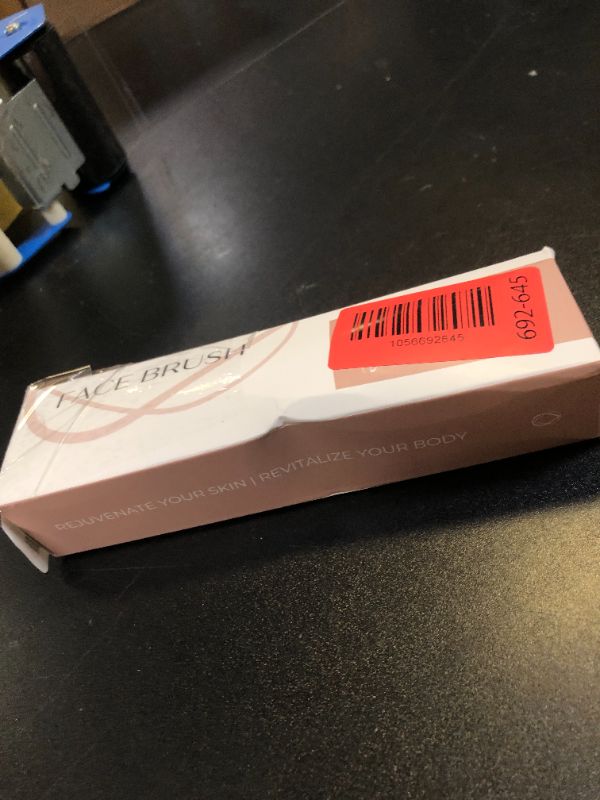 FACE BRUSH
1056692645
692-645
REJUVENATE YOUR SKIN | REVITALIZE YOUR BODY